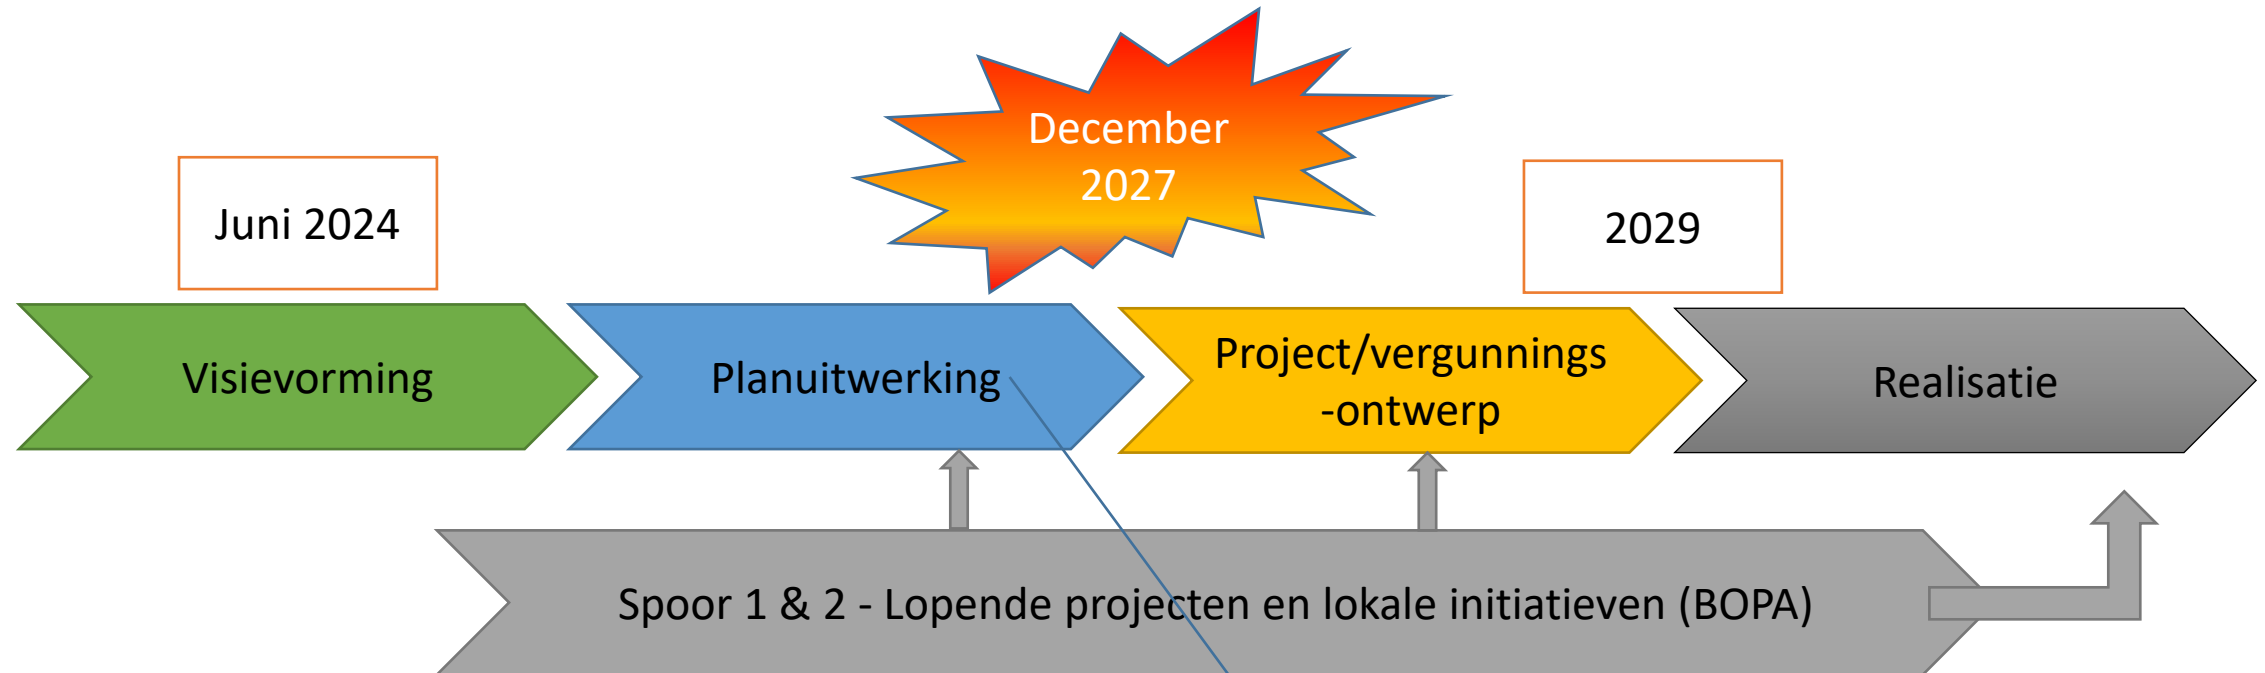 December
2027
Juni 2024
2029
Visievorming
Planuitwerking
Project/vergunnings
-ontwerp
Realisatie
Spoor 1 & 2 - Lopende projecten en lokale initiatieven (BOPA)